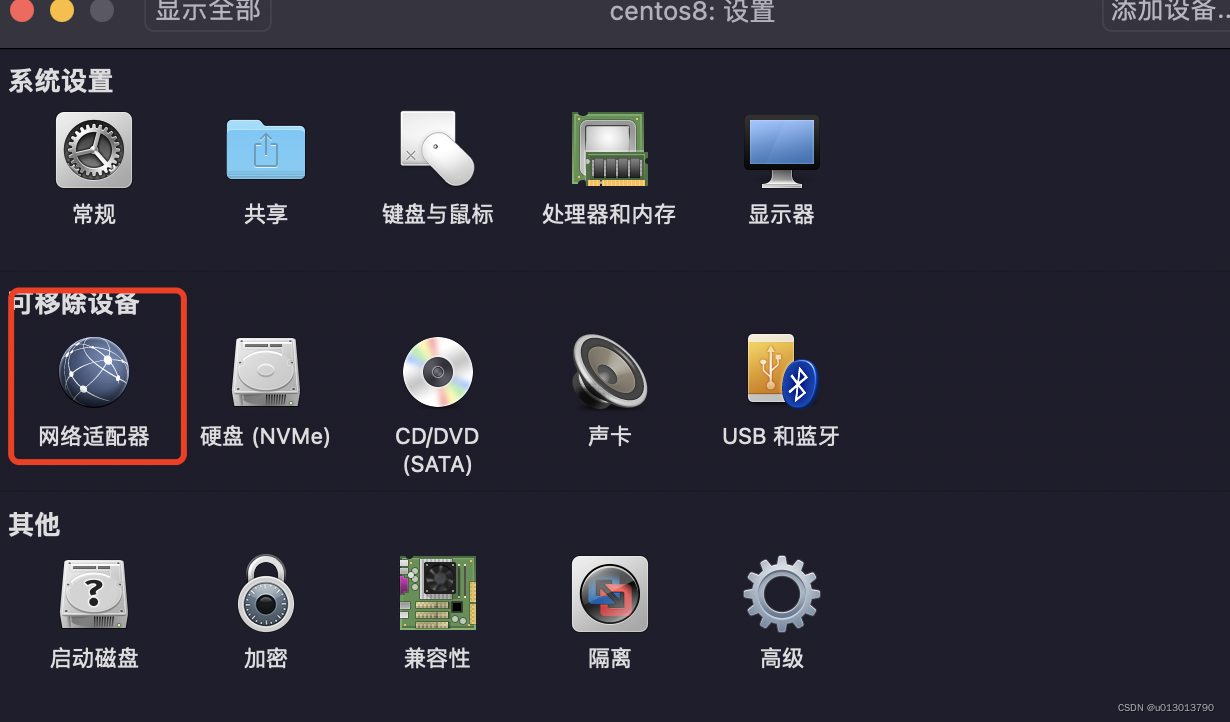 显示全部 centos8: 设置 添加设备...
系统设置
常规 共享 键盘与鼠标 处理器和内存 显示器
可移除设备
网络适配器 硬盘 (NVMe) CD/DVD (SATA) 声卡 USB 和蓝牙
其他
启动磁盘 加密 兼容性 隔离 高级
CSDN @u013013790